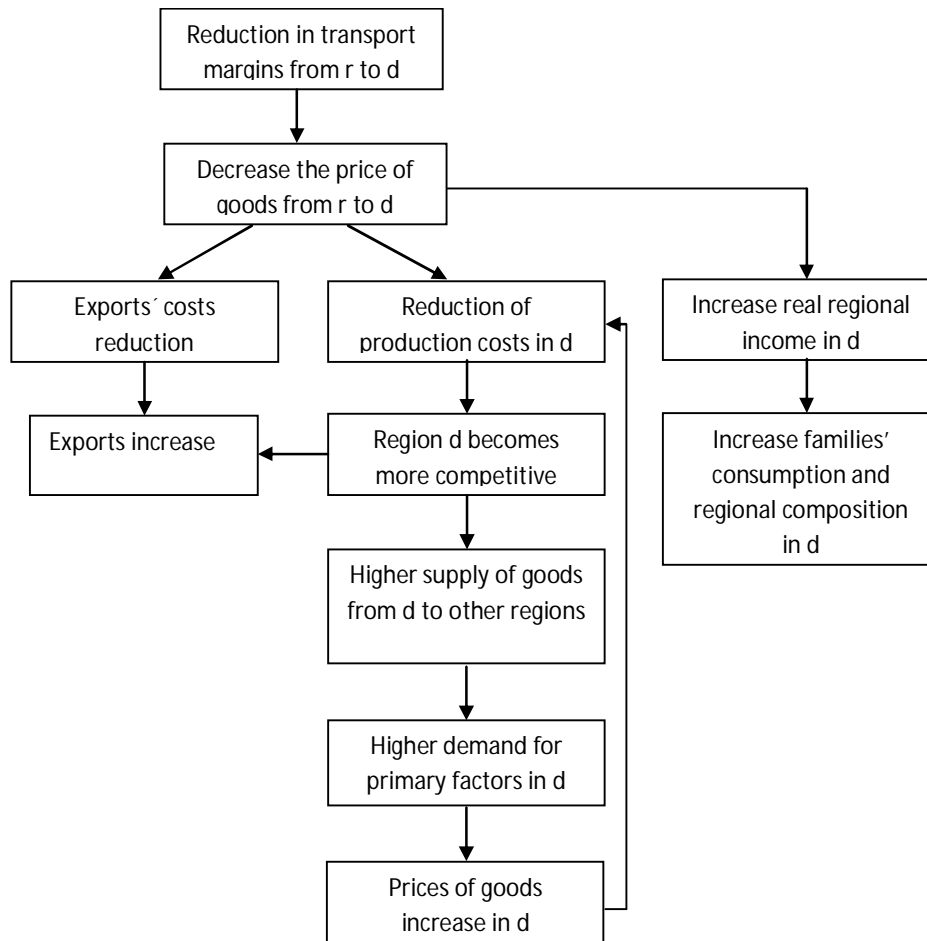 Reduction in transport
margins from r to d
Decrease the price of
goods from r to d
Exports´ costs
reduction
Reduction of
production costs in d
Increase real regional
income in d
Exports increase
Region d becomes
more competitive
Increase families’
consumption and
regional composition
in d
Higher supply of goods
from d to other regions
Higher demand for
primary factors in d
Prices of goods
increase in d